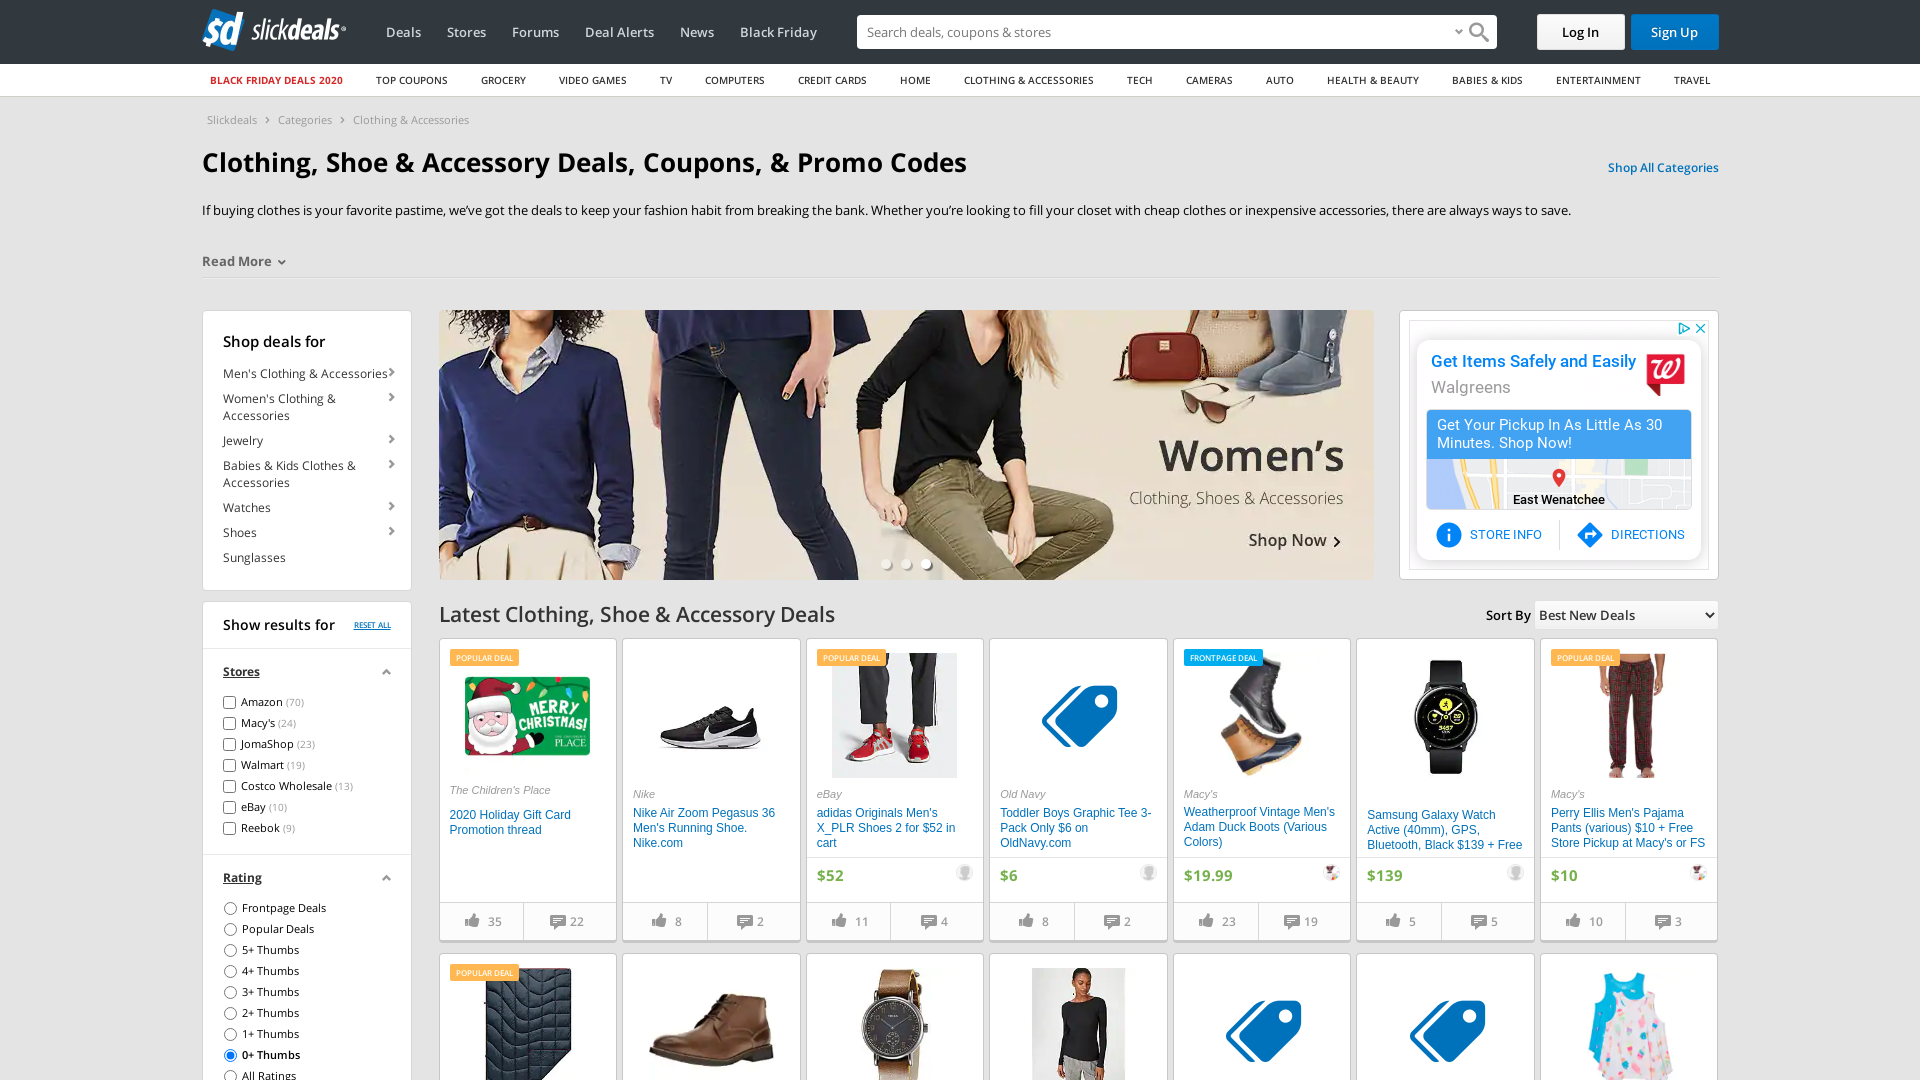 slickdeals
Deals
Stores
Forums
Deal Alerts
News
Black Friday
Search deals, coupons & stores
Log In
Sign Up
BLACK FRIDAY DEALS 2020
TOP COUPONS
GROCERY
VIDEO GAMES
TV
COMPUTERS
CREDIT CARDS
HOME
CLOTHING & ACCESSORIES
TECH
CAMERAS
AUTO
HEALTH & BEAUTY
BABIES & KIDS
ENTERTAINMENT
TRAVEL
Slickdeals > Categories > Clothing & Accessories
Clothing, Shoe & Accessory Deals, Coupons, & Promo Codes
Shop All Categories
If buying clothes is your favorite pastime, we’ve got the deals to keep your fashion habit from breaking the bank. Whether you’re looking to fill your closet with cheap clothes or inexpensive accessories, there are always ways to save.
Read More
Shop deals for
Men's Clothing & Accessories
Women's Clothing &
Accessories
Jewelry
Babies & Kids Clothes &
Accessories
Watches
Shoes
Sunglasses
Women’s
Clothing, Shoes & Accessories
Shop Now
Get Items Safely and Easily
Walgreens
Get Your Pickup In As Little As 30
Minutes. Shop Now!
East Wenatchee
STORE INFO
DIRECTIONS
Show results for
RESET ALL
Stores
Amazon (70)
Macy's (24)
JomaShop (23)
Walmart (19)
Costco Wholesale (13)
eBay (10)
Reebok (9)
Rating
Frontpage Deals
Popular Deals
5+ Thumbs
4+ Thumbs
3+ Thumbs
2+ Thumbs
1+ Thumbs
0+ Thumbs
All Ratings
Latest Clothing, Shoe & Accessory Deals
Sort By
Best New Deals
POPULAR DEAL
MERRY
CHRISTMAS!
PLACE
The Children's Place
2020 Holiday Gift Card
Promotion thread
35
22
Nike
Nike Air Zoom Pegasus 36
Men's Running Shoe.
Nike.com
8
2
POPULAR DEAL
eBay
adidas Originals Men's
X_PLR Shoes 2 for $52 in
cart
$52
11
4
Old Navy
Toddler Boys Graphic Tee 3-
Pack Only $6 on
OldNavy.com
$6
8
2
FRONTPAGE DEAL
Macy's
Weatherproof Vintage Men's
Adam Duck Boots (Various
Colors)
$19.99
23
19
Samsung Galaxy Watch
Active (40mm), GPS,
Bluetooth, Black $139 + Free
$139
5
5
POPULAR DEAL
Macy's
Perry Ellis Men's Pajama
Pants (various) $10 + Free
Store Pickup at Macy's or FS
$10
10
3
POPULAR DEAL